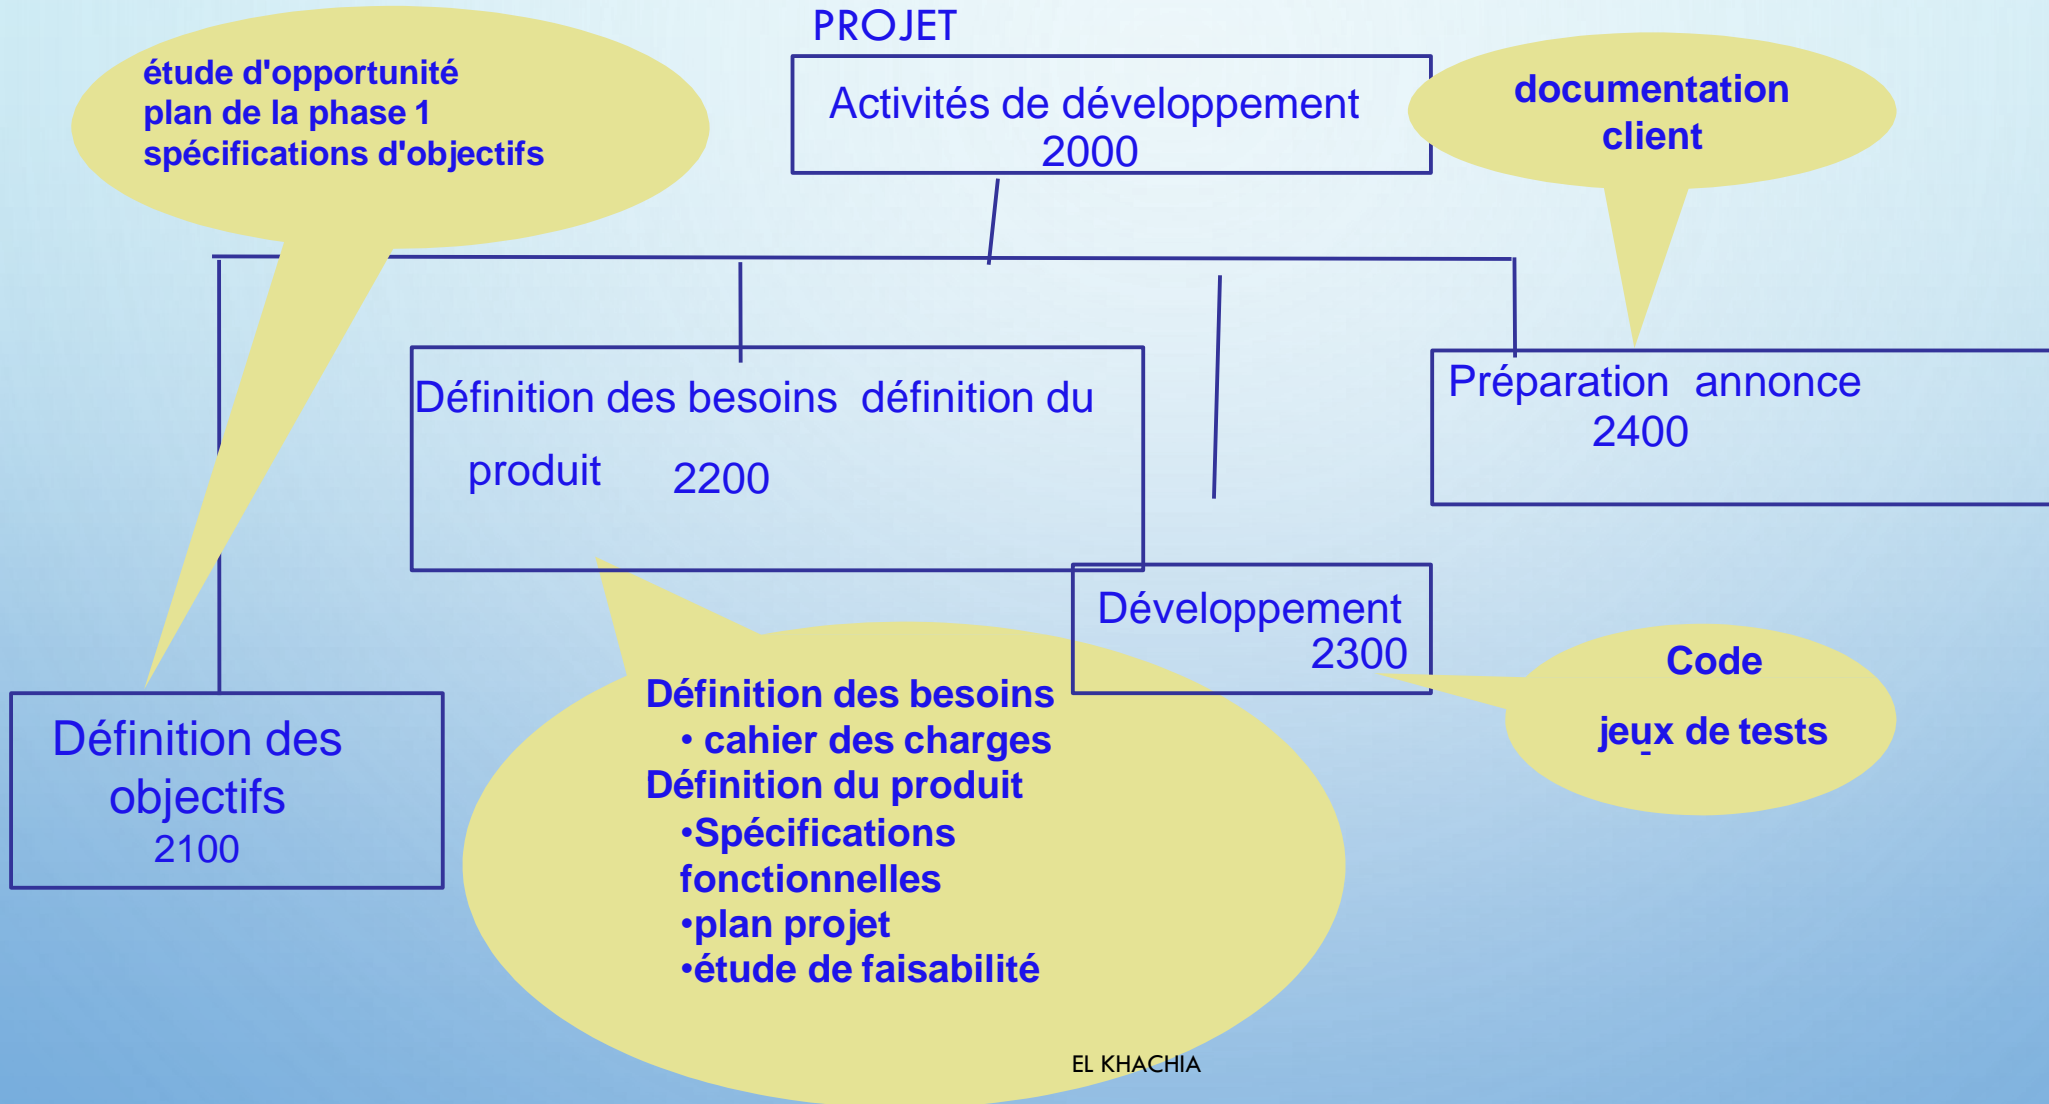 PROJET
étude d'opportunité
plan de la phase 1
spécifications d'objectifs
Activités de développement
2000
documentation
client
Définition des besoins définition du
produit 2200
Préparation annonce
2400
Développement
2300
Définition des
objectifs
2100
Définition des besoins
• cahier des charges
Définition du produit
•Spécifications
fonctionnelles
•plan projet
•étude de faisabilité
Code
jeux de tests
EL KHACHIA